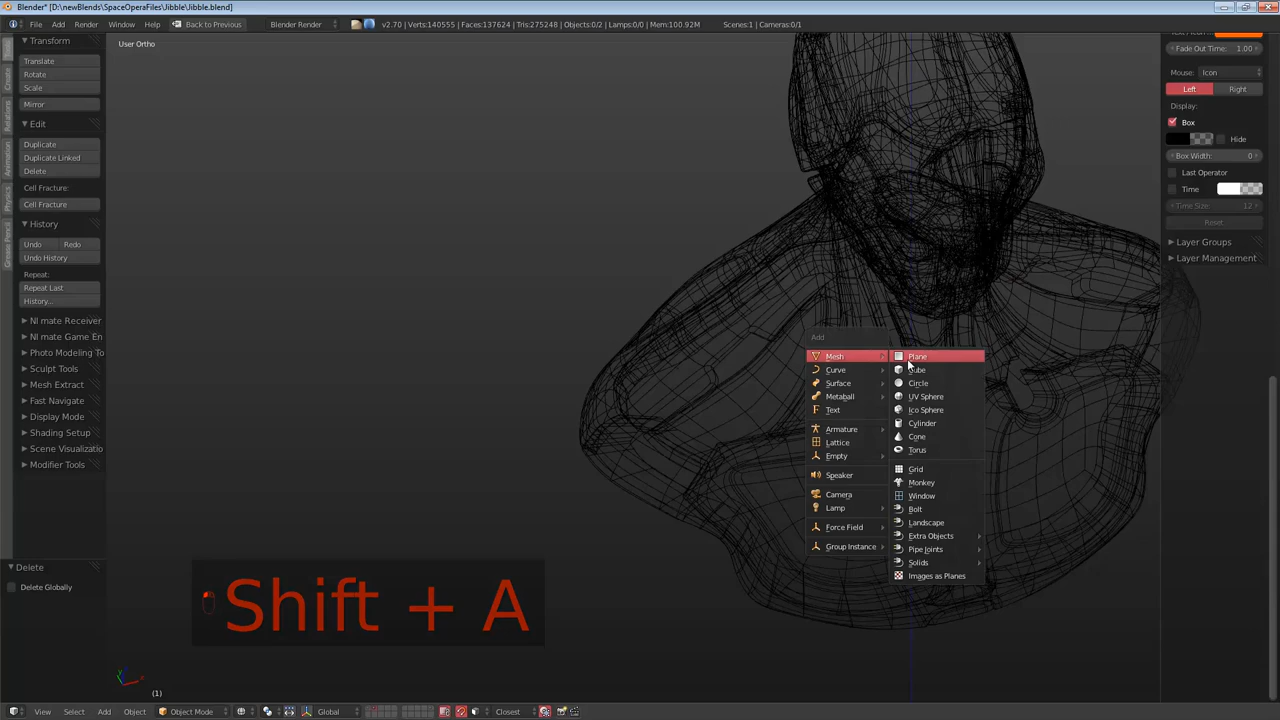 Blender* [D:\newBlends\SpaceOperaFiles\Jibble\Jibble.blend]
File Add Render Window Help Back to Previous Blender Render v2.70 | Verts:140555 | Faces:137624 | Tris:275248 | Objects:0/2 | Lamps:0/0 | Mem:100.92M Scenes:1 | Cameras:0/1
User Ortho
Transform
Translate
Rotate
Scale
Mirror
Edit
Duplicate
Duplicate Linked
Delete
Cell Fracture:
Cell Fracture
History
Undo Redo
Undo History
Repeat:
Repeat Last
History...
NI mate Receiver
NI mate Game En
Photo Modeling To
Sculpt Tools
Mesh Extract
Fast Navigate
Display Mode
Shading Setup
Scene Visualizatio
Modifier Tools
Delete
Delete Globally
Tools
Create
Relations
Animation
Physics
Grease Pencil
Add
Mesh
Curve
Surface
Metaball
Text
Armature
Lattice
Empty
Speaker
Camera
Lamp
Force Field
Group Instance
Plane
Cube
Circle
UV Sphere
Ico Sphere
Cylinder
Cone
Torus
Grid
Monkey
Window
Bolt
Landscape
Extra Objects
Pipe Joints
Solids
Images as Planes
Fade Out Time: 1.00
Mouse: Icon
Left Right
Display:
Box
Hide
Box Width: 0
Last Operator
Time
Time Size: 12
Reset
Layer Groups
Layer Management
Shift + A
(1)
View Select Add Object Object Mode Global Closest